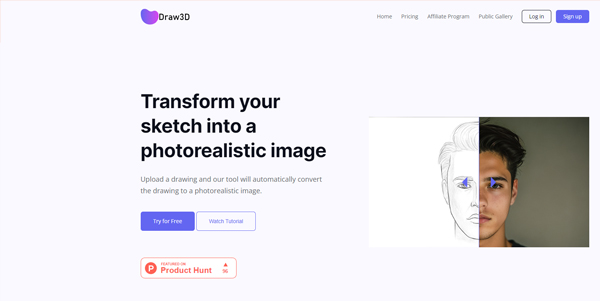 Draw3D
Home Pricing Affiliate Program Public Gallery Log in Sign up
Transform your
sketch into a
photorealistic image
Upload a drawing and our tool will automatically convert
the drawing to a photorealistic image.
Try for Free Watch Tutorial
P
FEATURED ON
Product Hunt